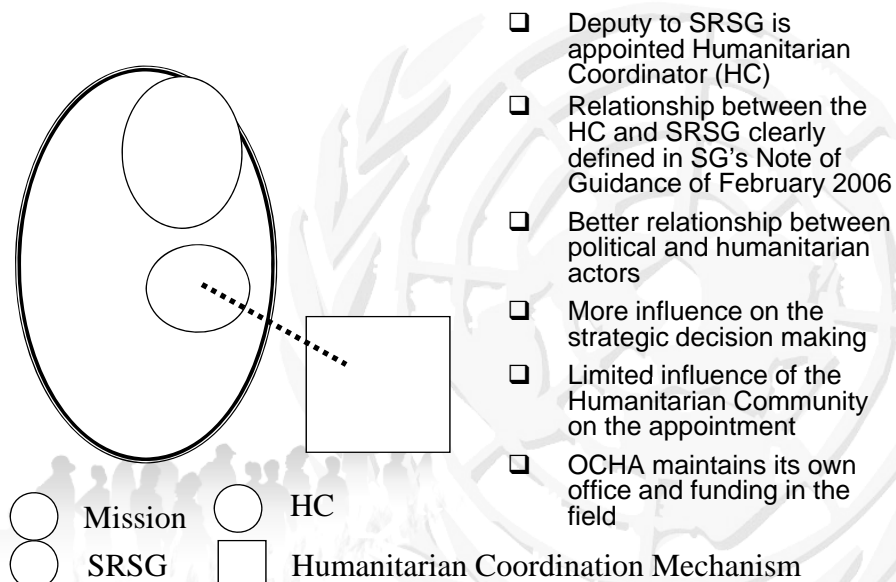 ❑ Deputy to SRSG is
appointed Humanitarian
Coordinator (HC)
❑ Relationship between the
HC and SRSG clearly
defined in SG's Note of
Guidance of February 2006
❑ Better relationship between
political and humanitarian
actors
❑ More influence on the
strategic decision making
❑ Limited influence of the
Humanitarian Community
on the appointment
❑ OCHA maintains its own
office and funding in the
field
Mission
HC
SRSG
Humanitarian Coordination Mechanism